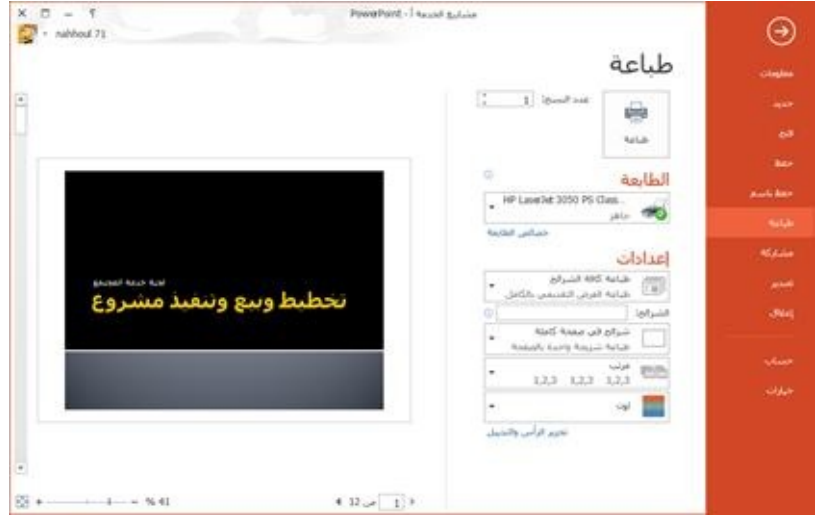 مشاريع الخدمة أ - PowerPoint
nahhoul 71
معلومات
جديد
فتح
حفظ
حفظ باسم
طباعة
مشاركة
تصدير
إغلاق
حساب
خيارات
طباعة
عدد النسخ: 1
طباعة
الطابعة
HP LaserJet 3050 PS Class...
جاهز
خصائص الطابعة
إعدادات
طباعة كافة الشرائح
طباعة العرض التقديمي بالكامل
الشرائح:
شرائح في صفحة كاملة
طباعة شريحة واحدة بالصفحة
مرتب
1,2,3 1,2,3 1,2,3
لون
تحرير الرأس والتذييل
لجنة خدمة المجتمع
تخطيط وبيع وتنفيذ مشروع
1 من 12
41 %